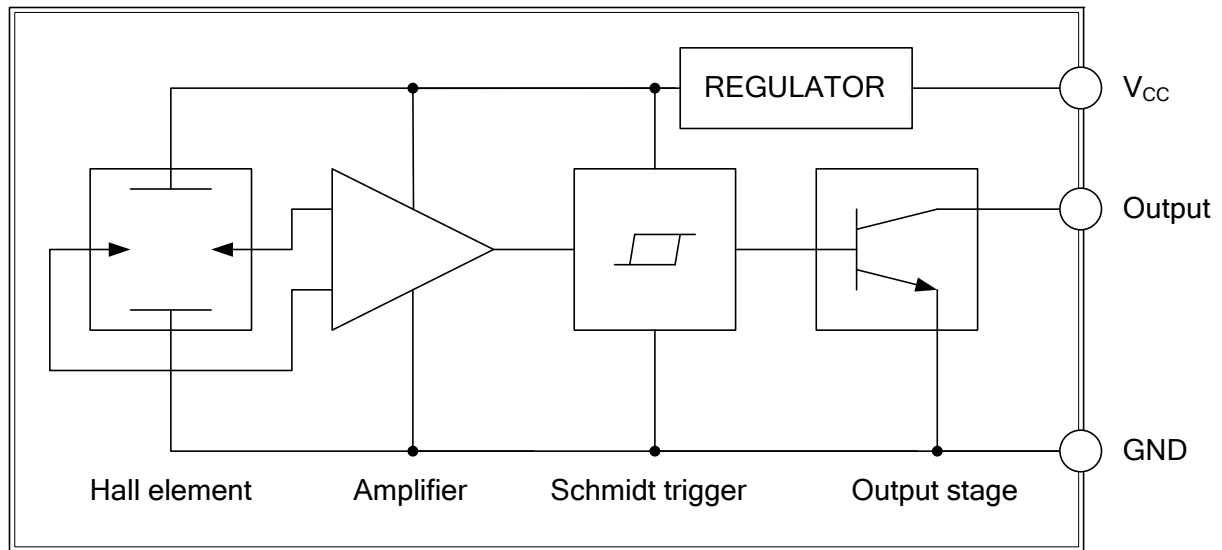 REGULATOR
VCC
Output
GND
Hall element
Amplifier
Schmidt trigger
Output stage